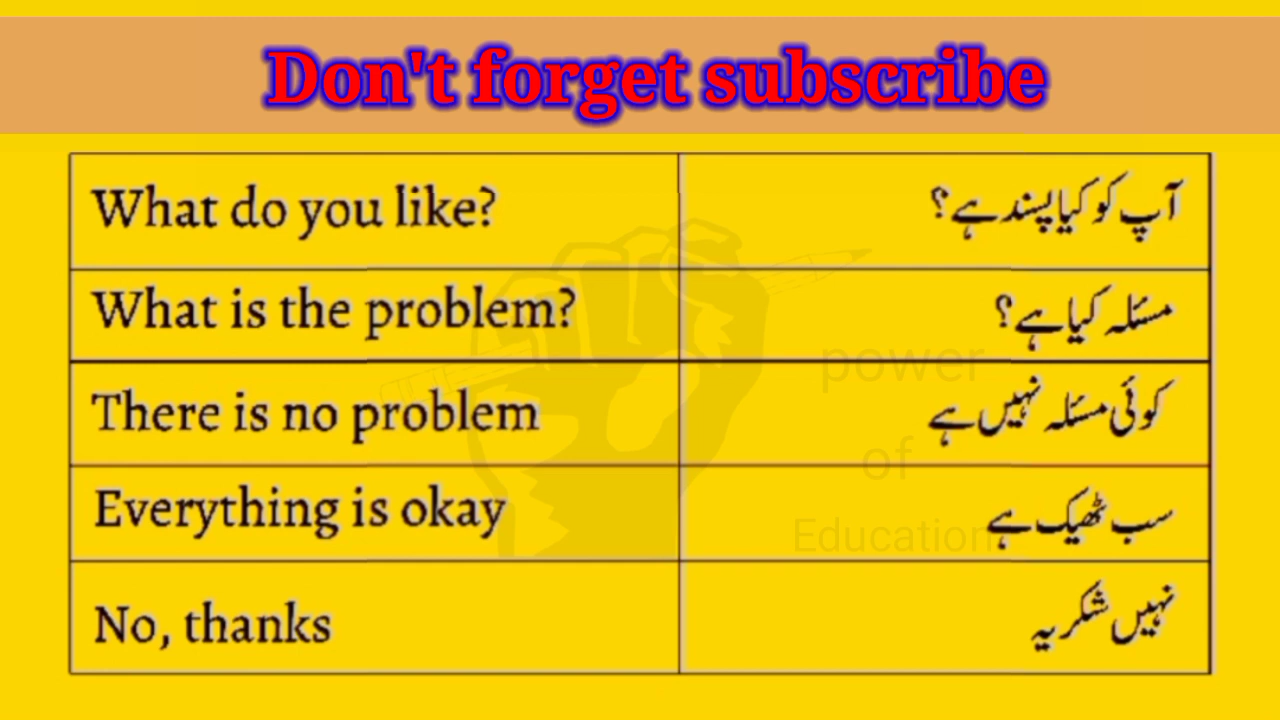 Don't forget subscribe
What do you like?
آپ کو کیا پسند ہے؟
What is the problem?
مسئلہ کیا ہے؟
There is no problem
کوئی مسئلہ نہیں ہے
Everything is okay
سب ٹھیک ہے
No, thanks
نہیں شکریہ
power
of
Education